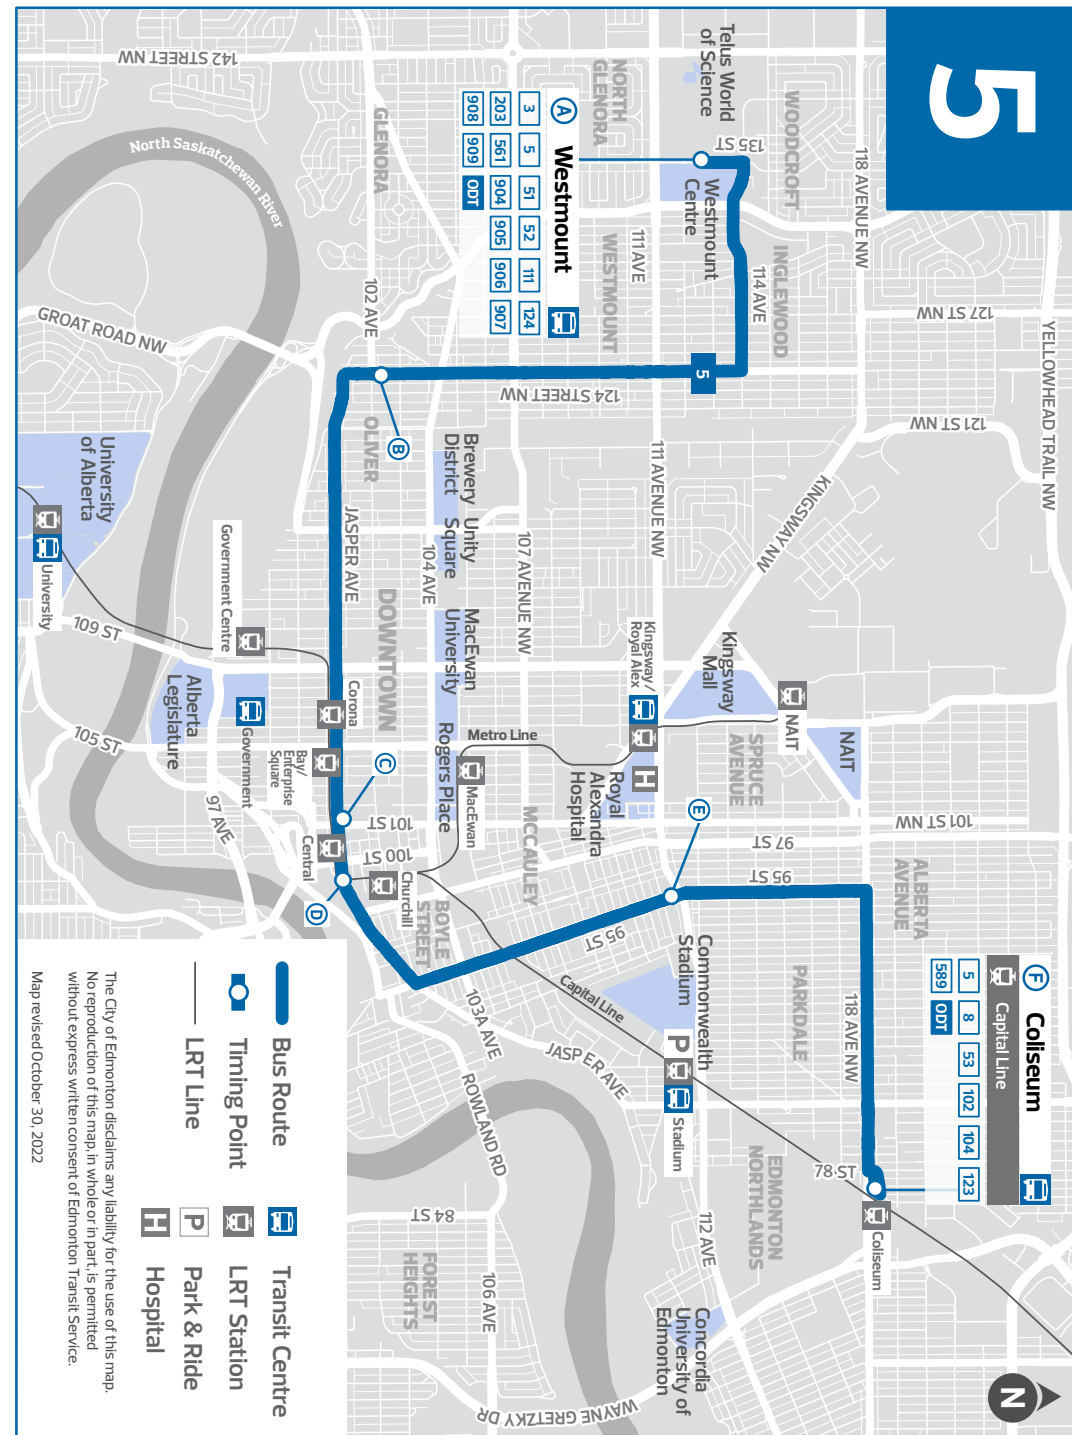 5
142 STREET NW
Telus World
of Science
NORTH
GLENORA
WOODCROFT
135 ST
118 AVENUE NW
GLENORA
North Saskatchewan River
A
Westmount
3
5
51
52
111
124
203
561
904
905
906
907
908
909
ODT
Westmount
Centre
WESTMOUNT
111 AVE
INGLEWOOD
114 AVE
127 ST NW
YELLOWHEAD TRAIL NW
102 AVE
GROAT ROAD NW
5
124 STREET NW
121 ST NW
B
OLIVER
Brewery
District
Unity
Square
111 AVENUE NW
KINGSWAY NW
University
of Alberta
University
JASPER AVE
104 AVE
107 AVENUE NW
Government Centre
109 ST
DOWNTOWN
MacEwan
University
Kingsway /
Royal Alex
Kingsway
Mall
NAIT
NAIT
Corona
Alberta
Legislature
Government
105 ST
Bay/
Enterprise
Square
C
Metro Line
Rogers Place
MacEwan
Royal
Alexandra
Hospital
H
SPRUCE
AVENUE
E
97 AVE
Central
101 ST
100 ST
MCCAULEY
97 ST
101 ST NW
D
Churchill
BOYLE
STREET
95 ST
95 ST
ALBERTA
AVENUE
Capital Line
Commonwealth
Stadium
PARKDALE
118 AVE NW
103A AVE
JASPER AVE
ROWLAND RD
P
Stadium
F
Coliseum
Capital Line
5
8
53
102
104
123
589
ODT
78 ST
Coliseum
EDMONTON
NORTHLANDS
84 ST
112 AVE
FOREST
HEIGHTS
106 AVE
Concordia
University of
Edmonton
WAYNE GRETZKY DR
N
Bus Route
Timing Point
LRT Line
Transit Centre
LRT Station
P
Park & Ride
H
Hospital
The City of Edmonton disclaims any liability for the use of this map.
No reproduction of this map, in whole or in part, is permitted
without express written consent of Edmonton Transit Service.
Map revised October 30, 2022